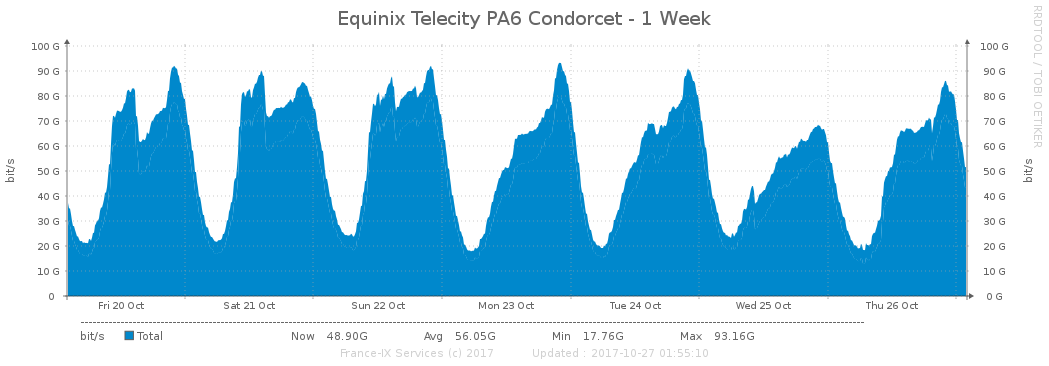 Equinix Telecity PA6 Condorcet - 1 Week
RRDTOOL / TOBI OETIKER
100 G 100 G
90 G 90 G
80 G 80 G
70 G 70 G
60 G 60 G
50 G 50 G
40 G 40 G
30 G 30 G
20 G 20 G
10 G 10 G
0 0 G
bit/s bit/s
Fri 20 Oct Sat 21 Oct Sun 22 Oct Mon 23 Oct Tue 24 Oct Wed 25 Oct Thu 26 Oct
bit/s Total Now 48.90G Avg 56.05G Min 17.76G Max 93.16G
France-IX Services (c) 2017 Updated : 2017-10-27 01:55:10